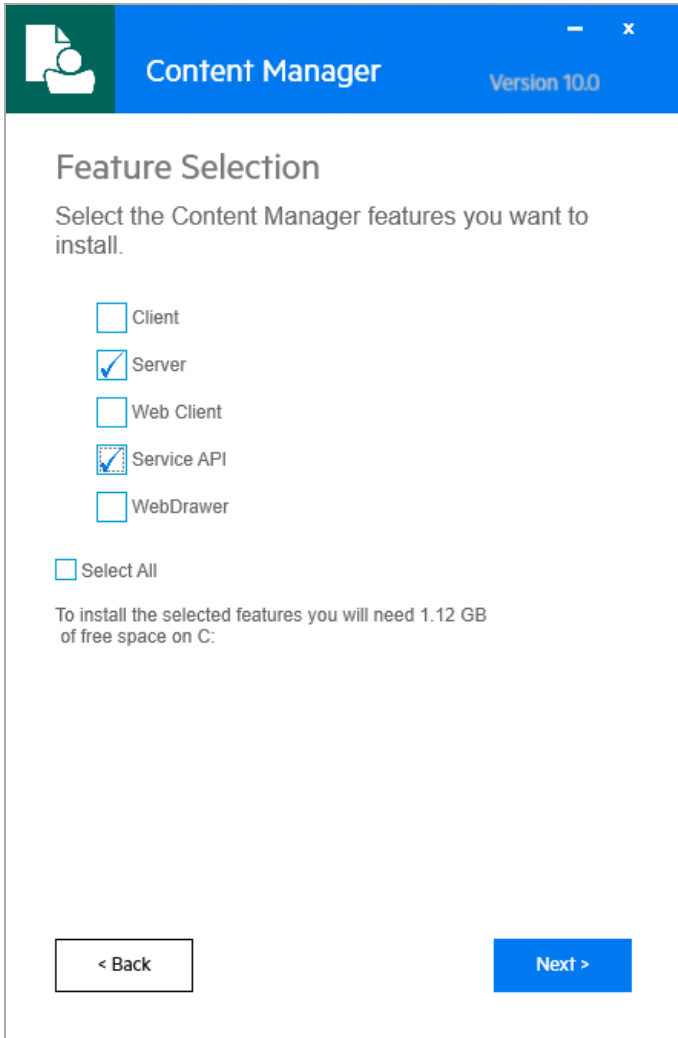 Content Manager
Version 10.0
Feature Selection
Select the Content Manager features you want to
install.
Client
Server
Web Client
Service API
WebDrawer
Select All
To install the selected features you will need 1.12 GB
of free space on C:
< Back
Next >